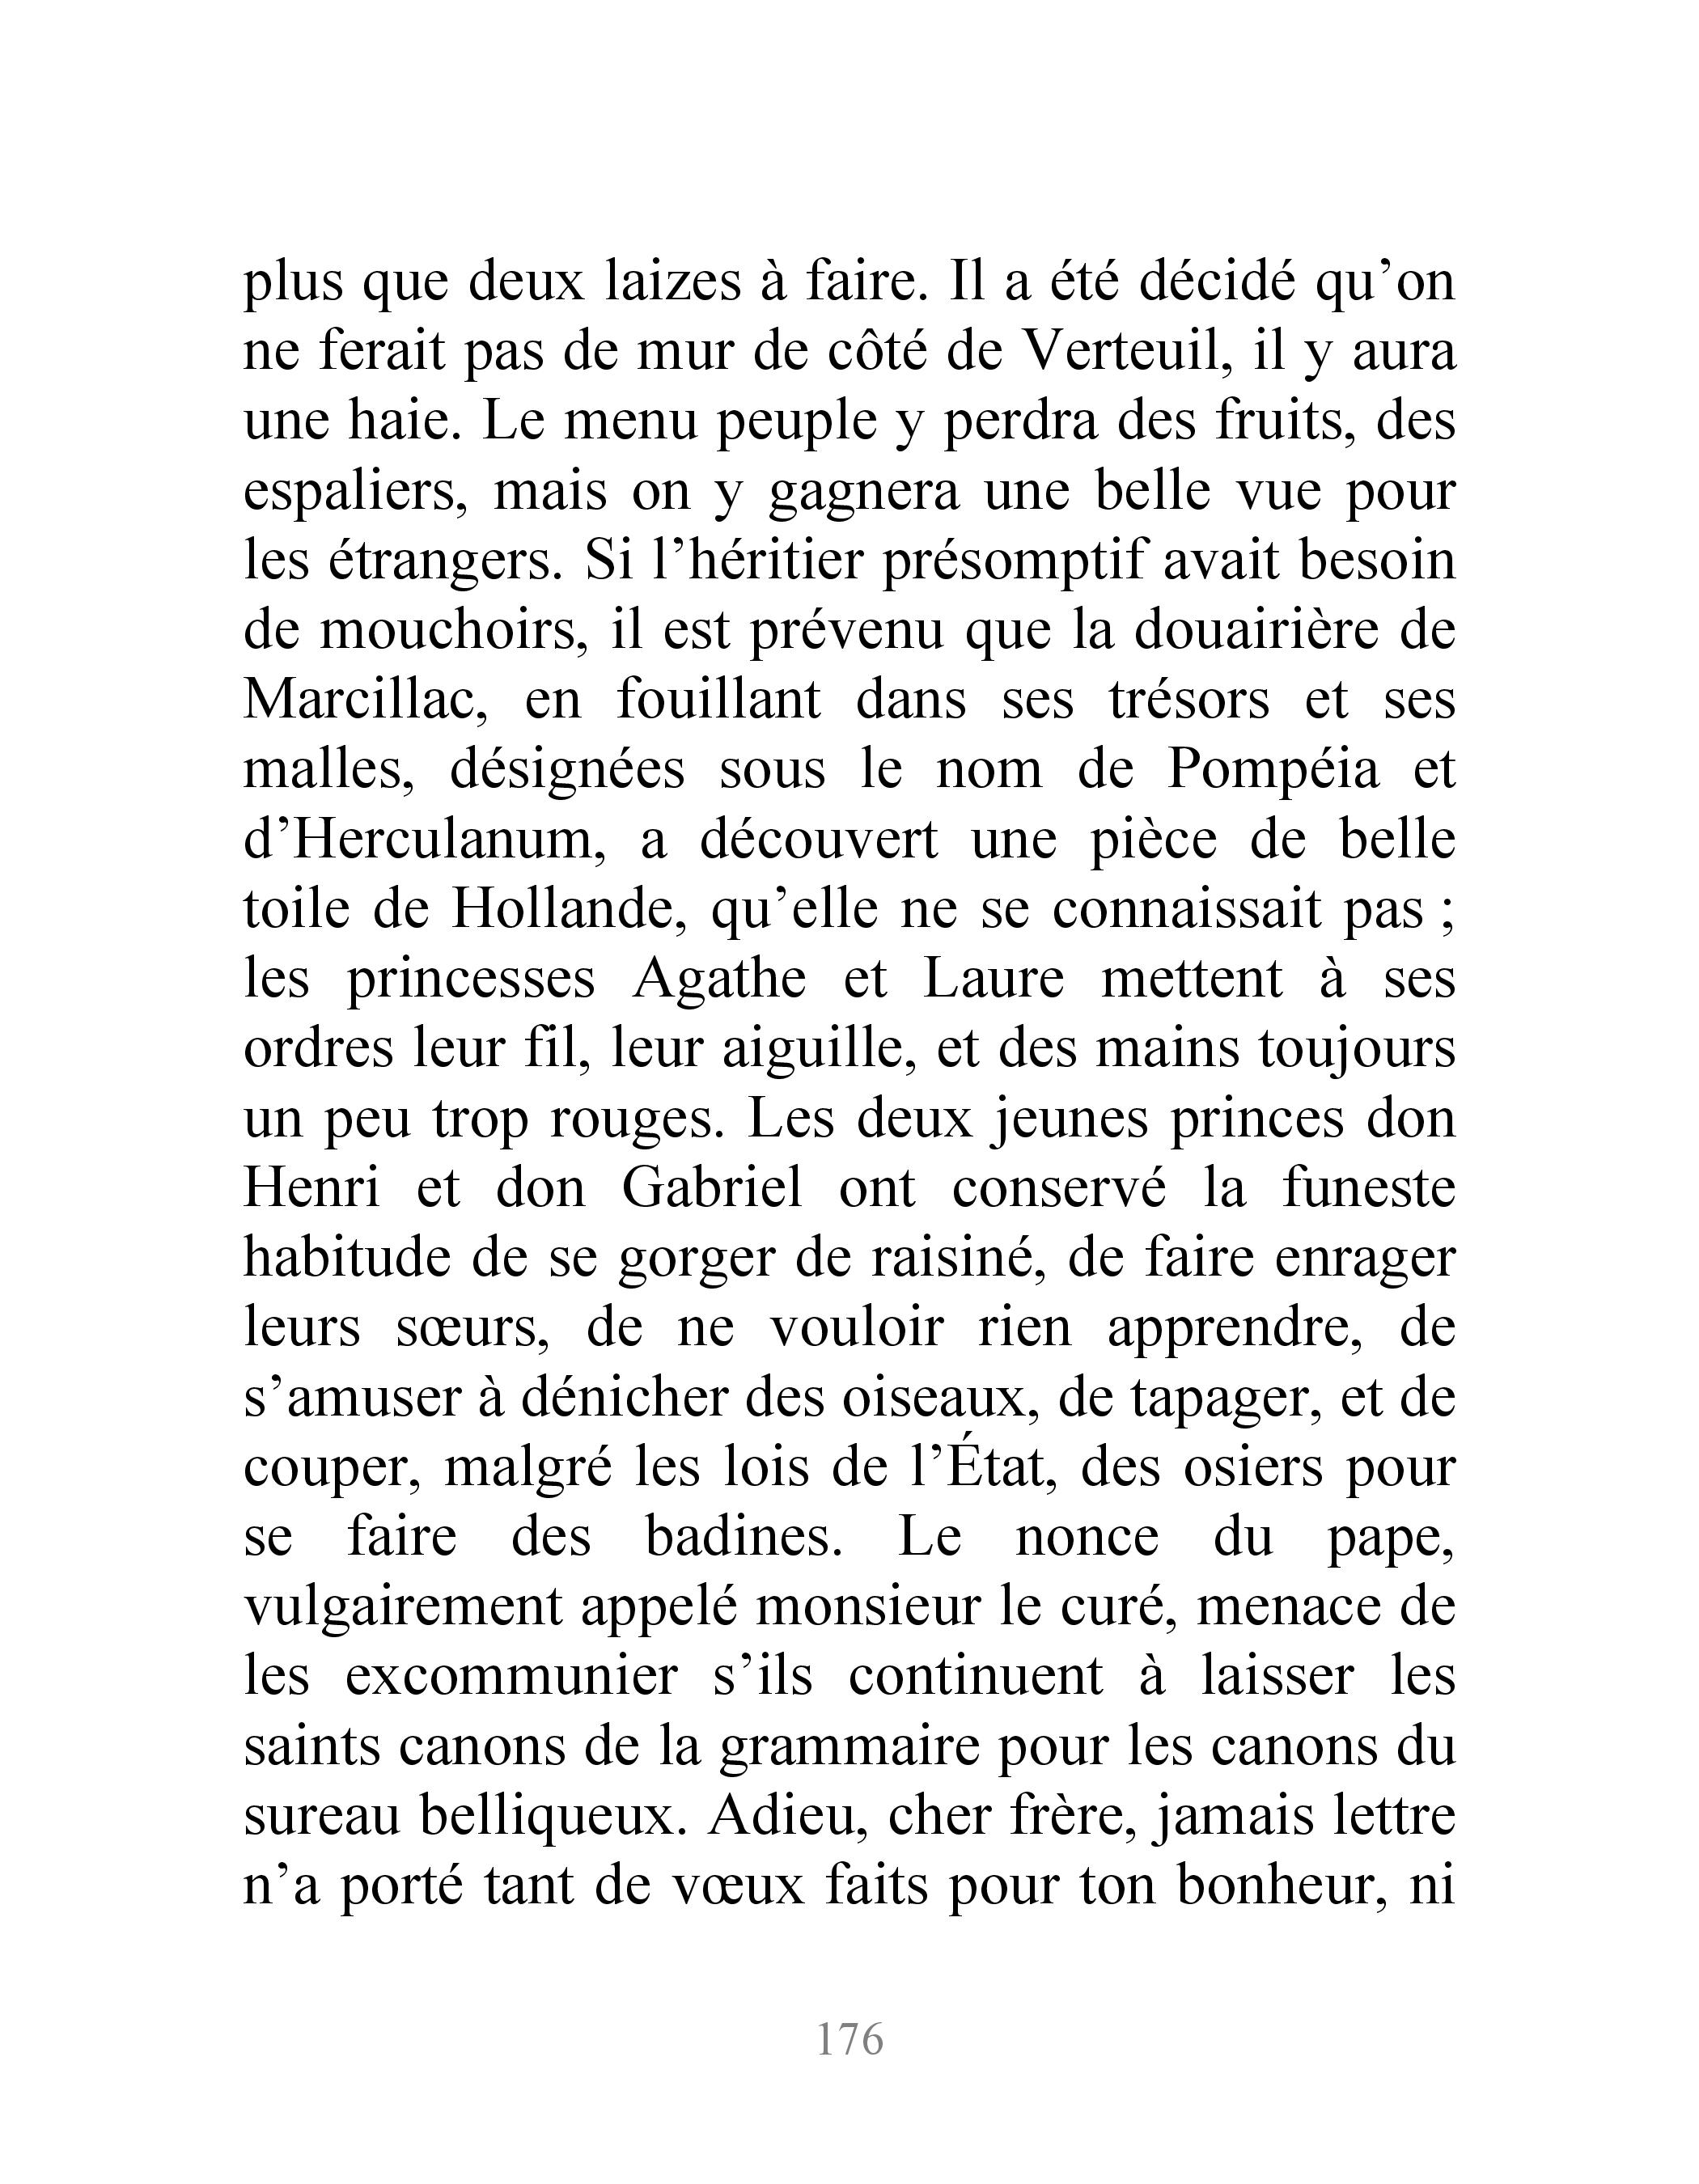 plus que deux laizes à faire. Il a été décidé qu’on
ne ferait pas de mur de côté de Verteuil, il y aura
une haie. Le menu peuple y perdra des fruits, des
espaliers, mais on y gagnera une belle vue pour
les étrangers. Si l’héritier présomptif avait besoin
de mouchoirs, il est prévenu que la douairière de
Marcillac, en fouillant dans ses trésors et ses
malles, désignées sous le nom de Pompéia et
d’Herculanum, a découvert une pièce de belle
toile de Hollande, qu’elle ne se connaissait pas ;
les princesses Agathe et Laure mettent à ses
ordres leur fil, leur aiguille, et des mains toujours
un peu trop rouges. Les deux jeunes princes don
Henri et don Gabriel ont conservé la funeste
habitude de se gorger de raisiné, de faire enrager
leurs sœurs, de ne vouloir rien apprendre, de
s’amuser à dénicher des oiseaux, de tapager, et de
couper, malgré les lois de l’État, des osiers pour
se faire des badines. Le nonce du pape,
vulgairement appelé monsieur le curé, menace de
les excommunier s’ils continuent à laisser les
saints canons de la grammaire pour les canons du
sureau belliqueux. Adieu, cher frère, jamais lettre
n’a porté tant de vœux faits pour ton bonheur, ni
176